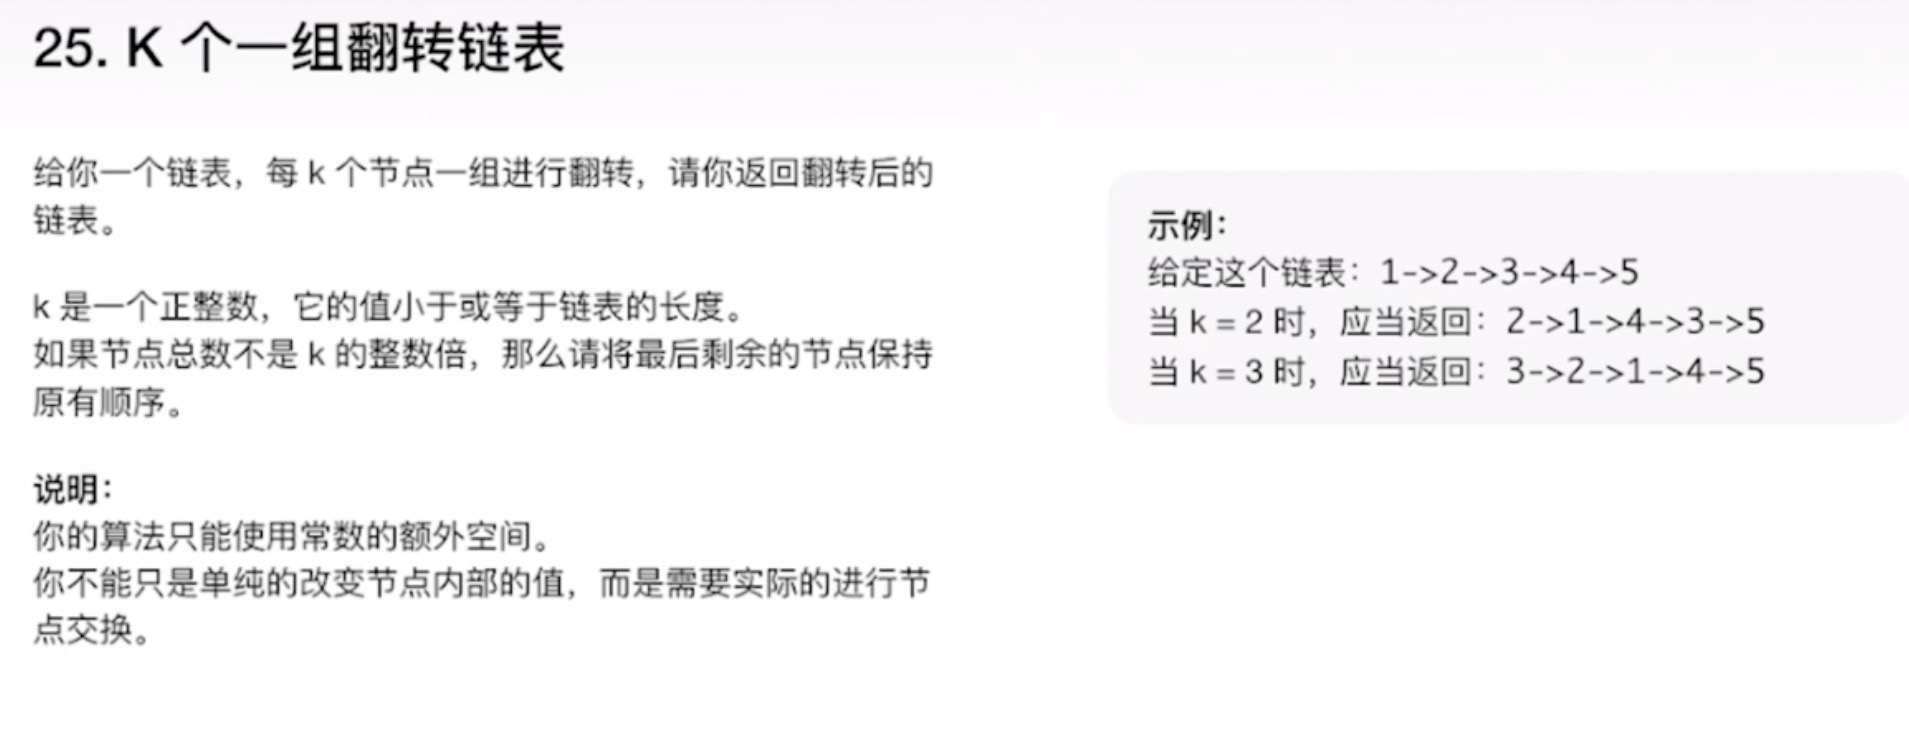 25. K 个一组翻转链表
给你一个链表，每 k 个节点一组进行翻转，请你返回翻转后的
链表。
k 是一个正整数，它的值小于或等于链表的长度。
如果节点总数不是 k 的整数倍，那么请将最后剩余的节点保持
原有顺序。
说明：
你的算法只能使用常数的额外空间。
你不能只是单纯的改变节点内部的值，而是需要实际的进行节
点交换。
示例：
给定这个链表：1->2->3->4->5
当 k = 2 时，应当返回：2->1->4->3->5
当 k = 3 时，应当返回：3->2->1->4->5